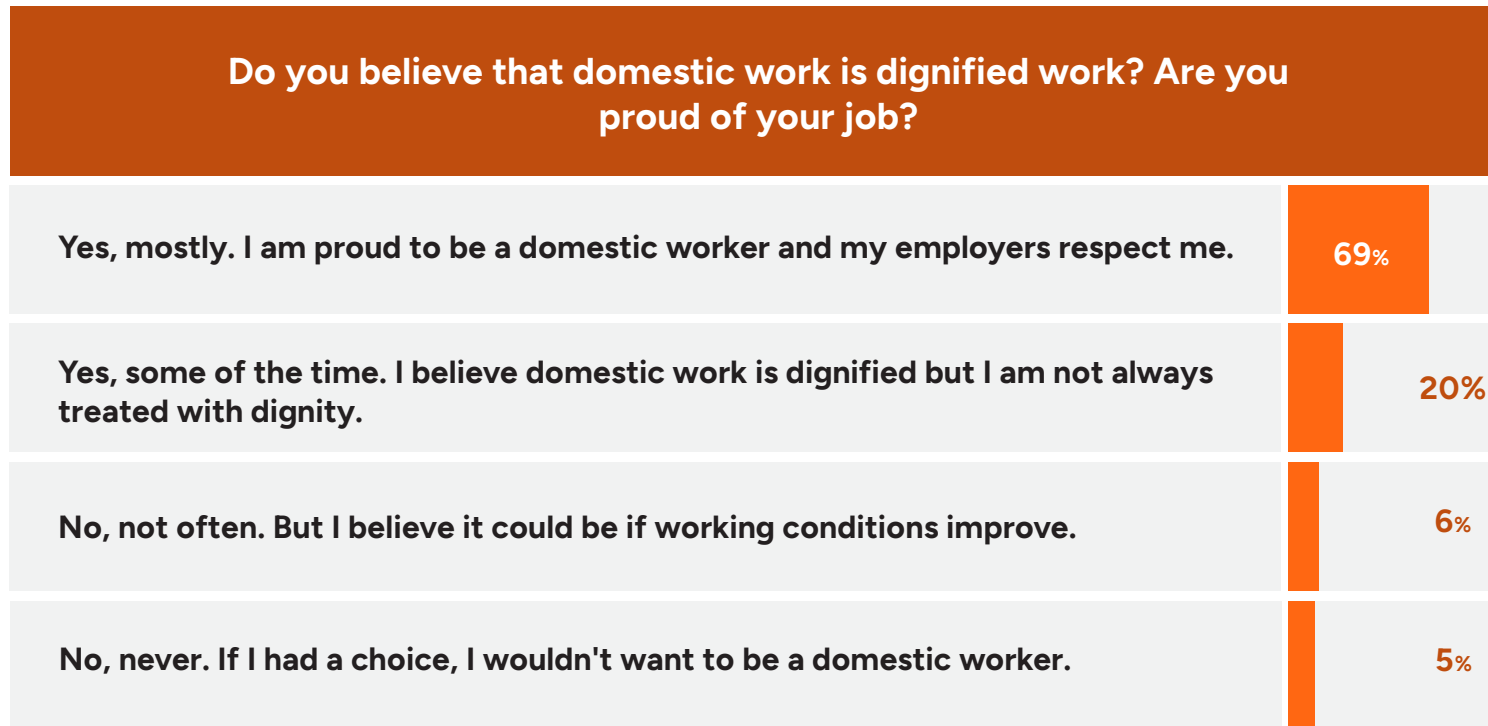 Do you believe that domestic work is dignified work? Are you
proud of your job?
Yes, mostly. I am proud to be a domestic worker and my employers respect me.
69%
Yes, some of the time. I believe domestic work is dignified but I am not always
treated with dignity.
20%
No, not often. But I believe it could be if working conditions improve.
6%
No, never. If I had a choice, I wouldn't want to be a domestic worker.
5%